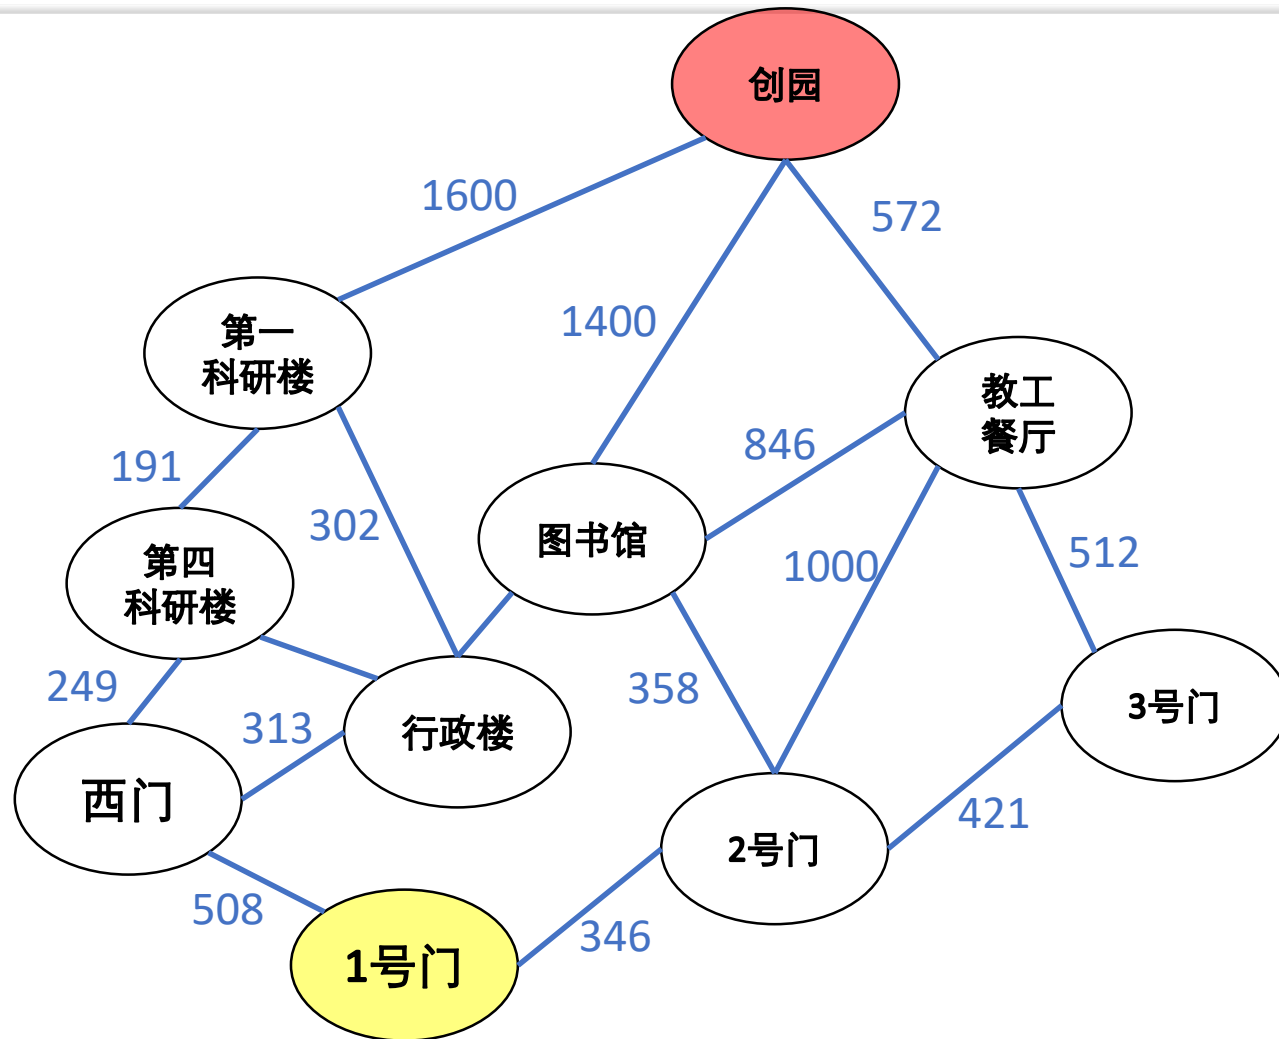 创园
1600
572
1400
第一
科研楼
教工
餐厅
846
191
302
图书馆
1000
512
第四
科研楼
249
313
358
行政楼
3号门
西门
2号门
421
508
346
1号门